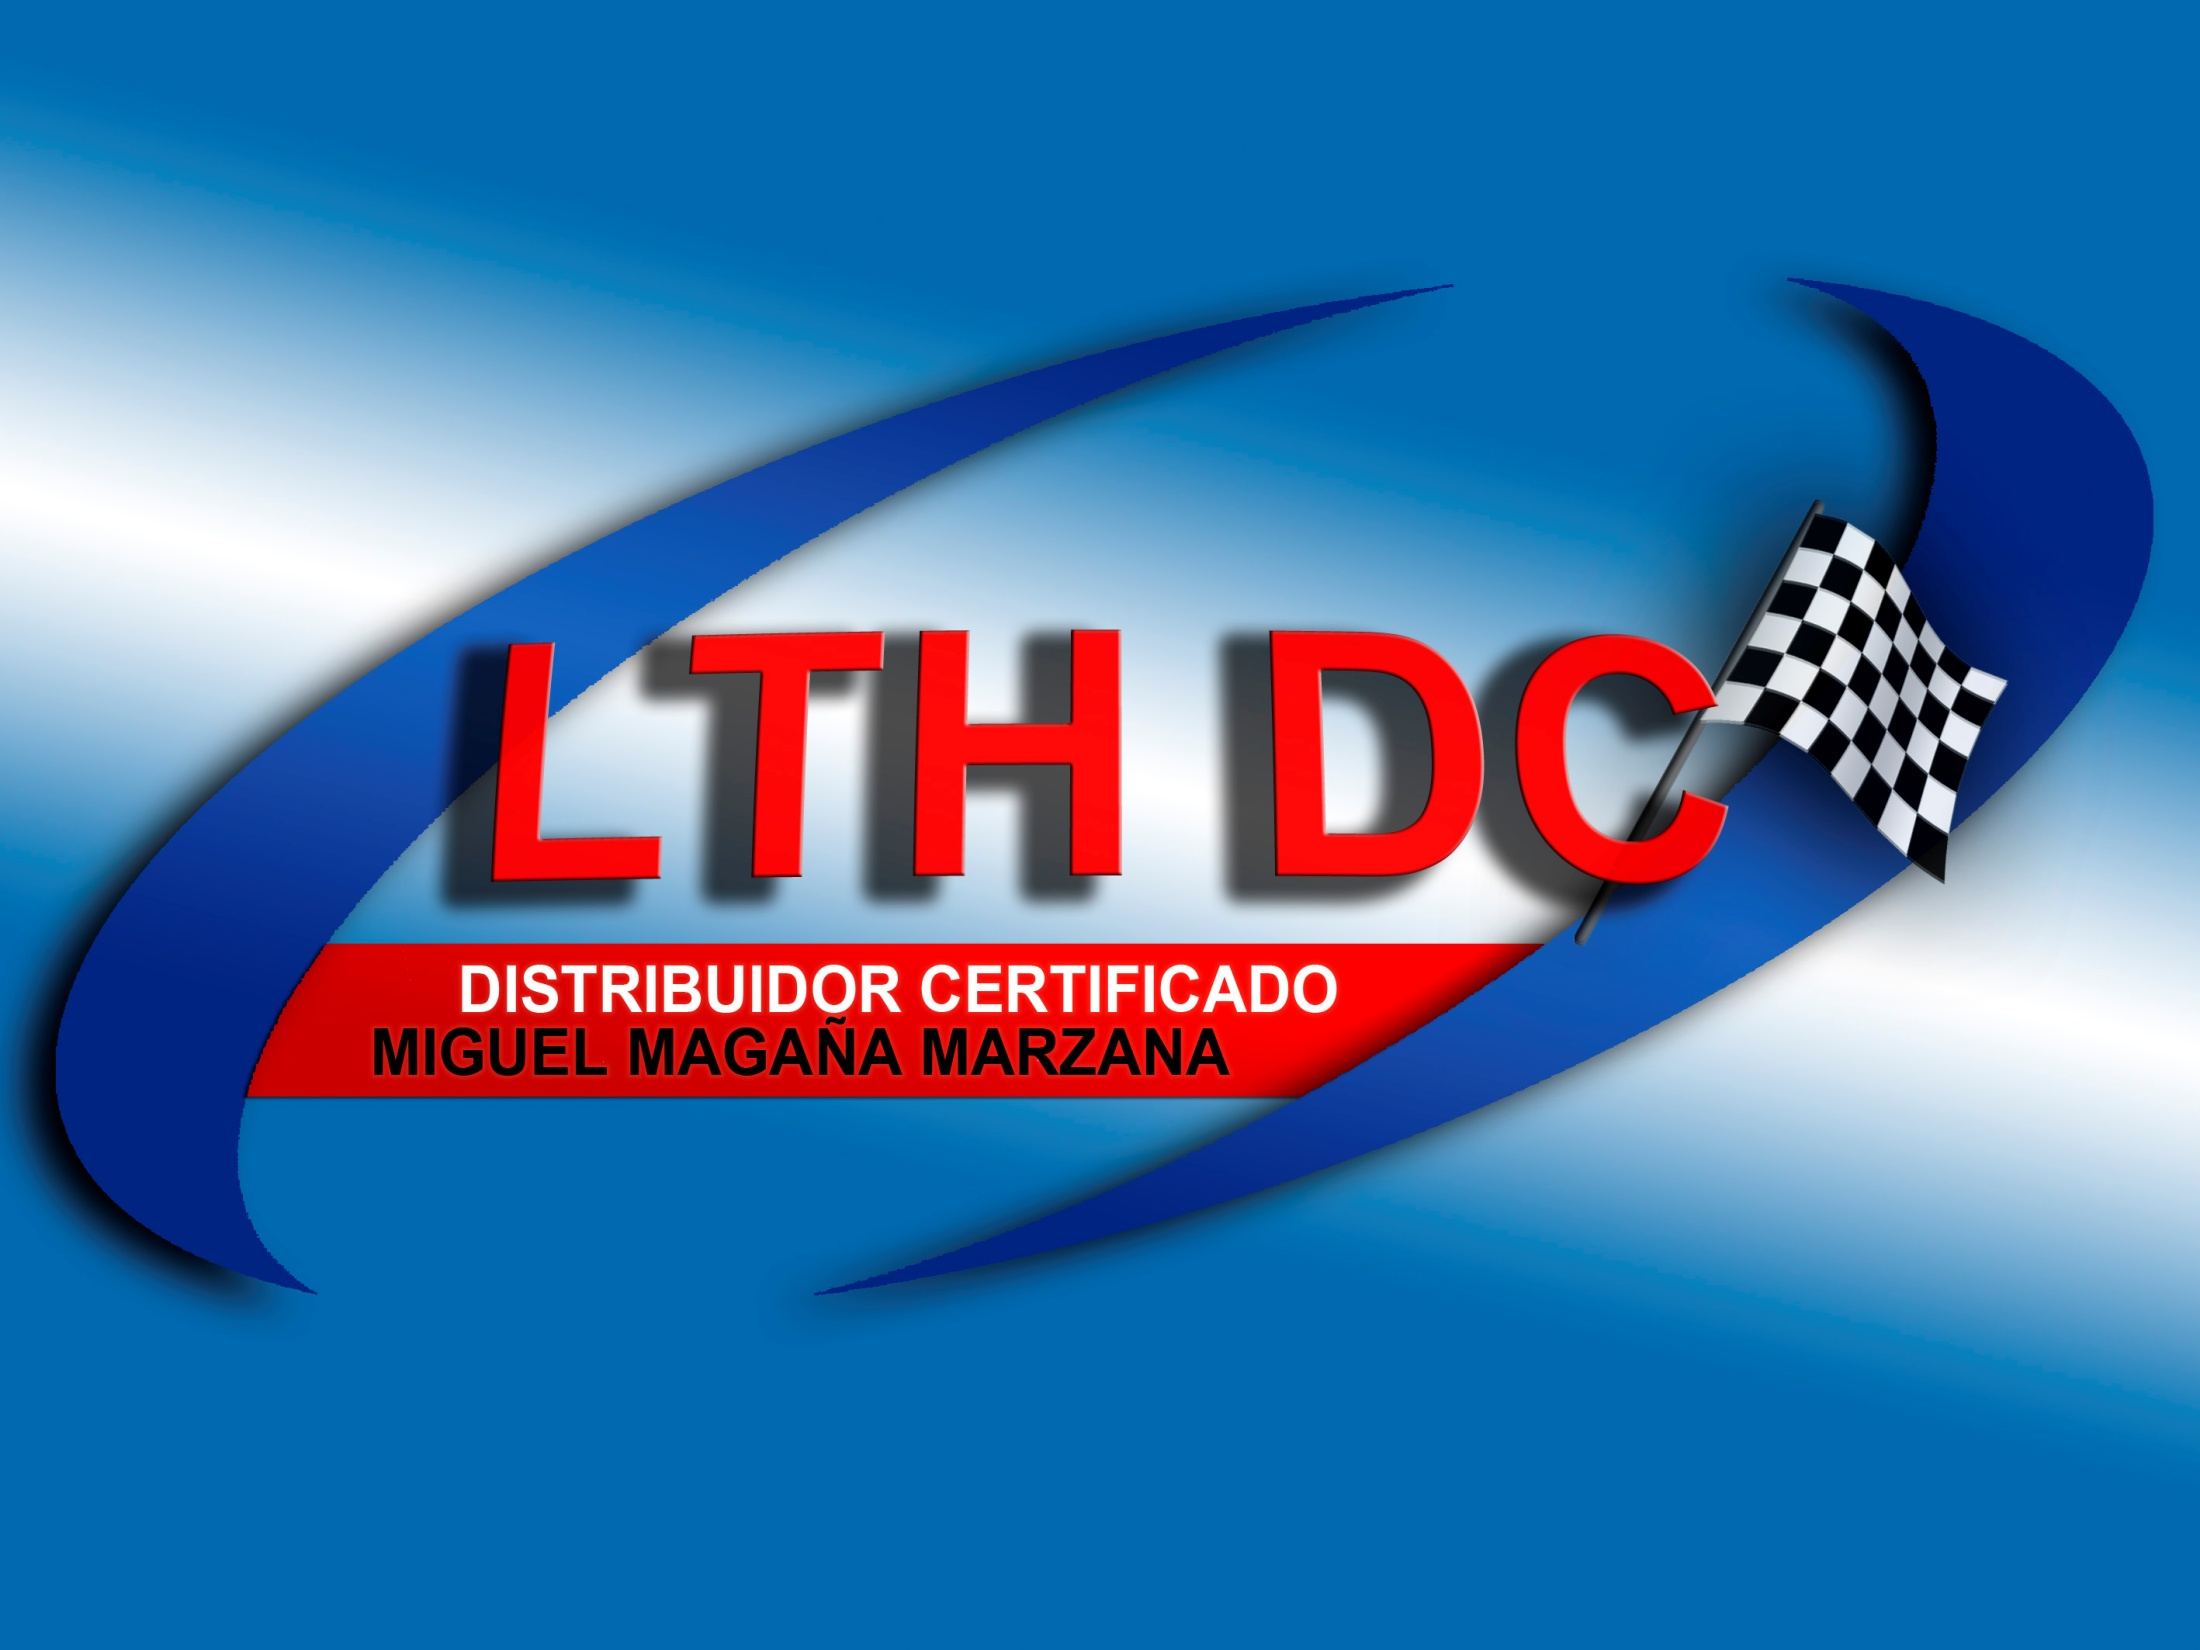 LTH DC
DISTRIBUIDOR CERTIFICADO
MIGUEL MAGAÑA MARZANA